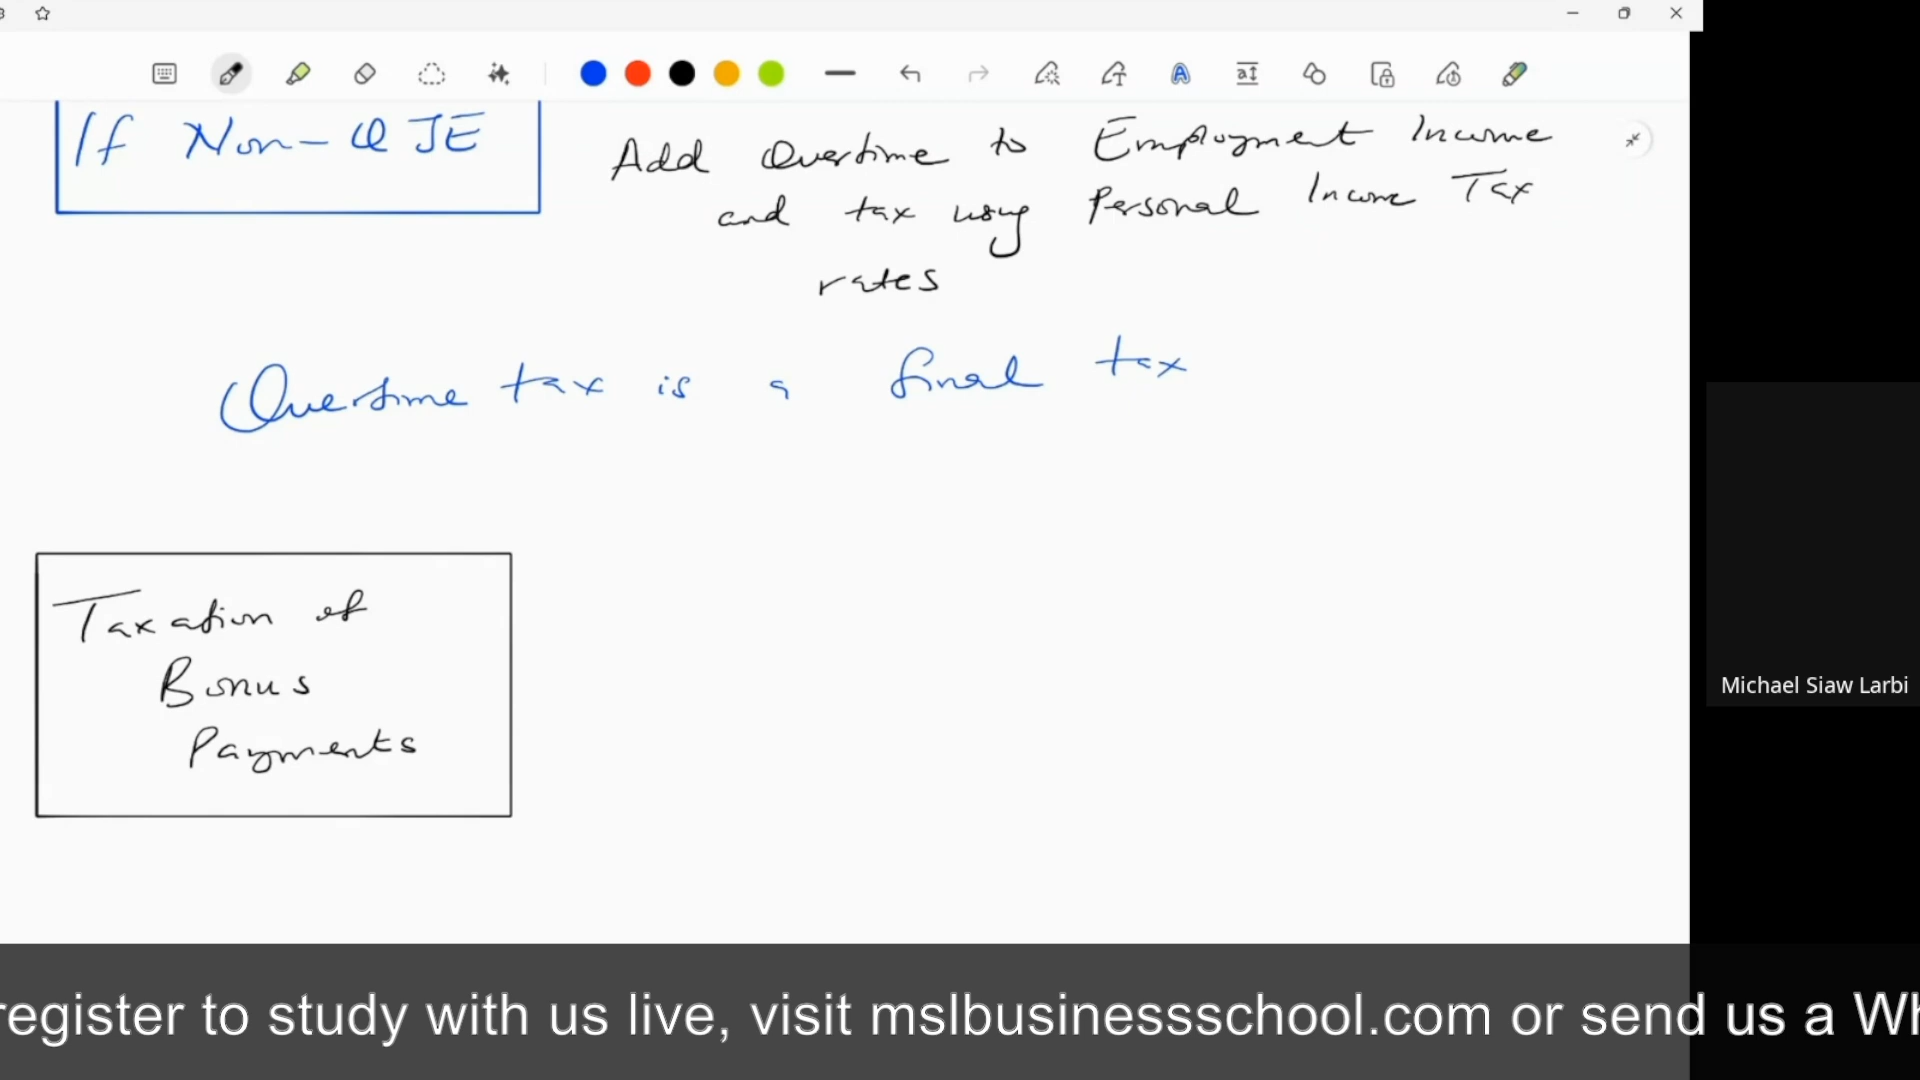 If Non-QJE
Add Overtime to Employment Income
and tax using Personal Income Tax
rates
Overtime tax is a final tax
Taxation of
Bonus
Payments
Michael Siaw Larbi
register to study with us live, visit mslbusinessschool.com or send us a Wh